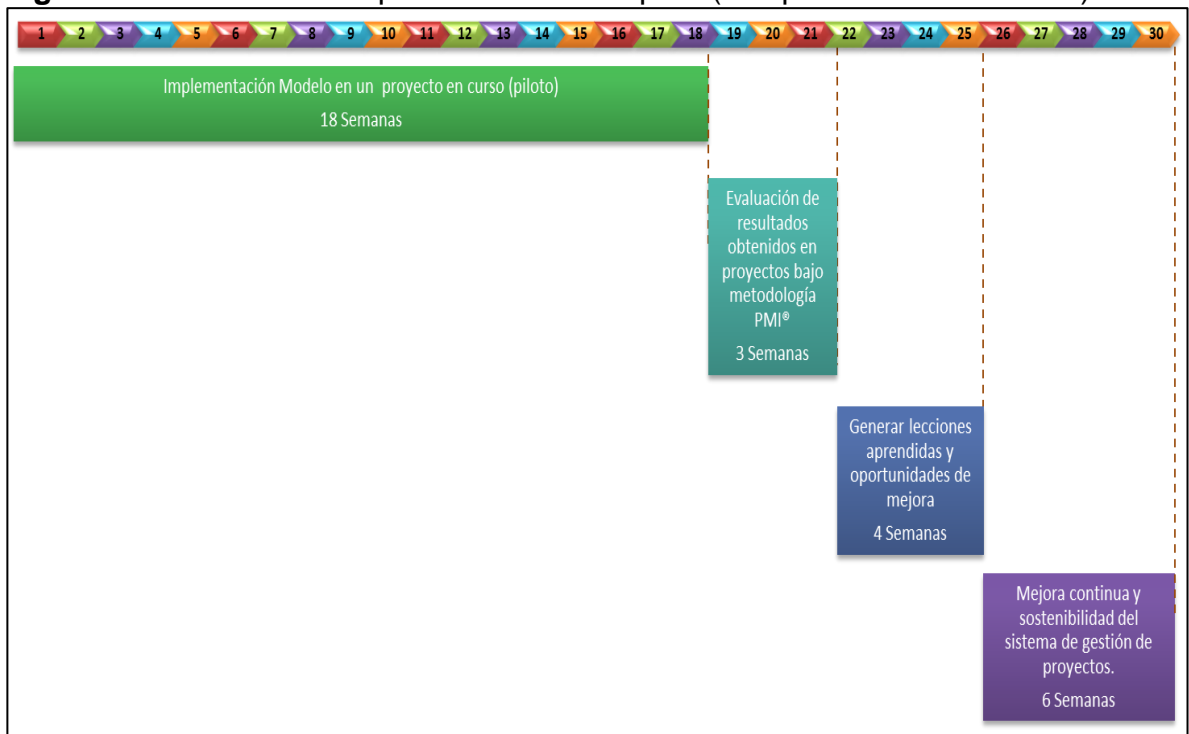 1 2 3 4 5 6 7 8 9 10 11 12 13 14 15 16 17 18 19 20 21 22 23 24 25 26 27 28 29 30
Implementación Modelo en un proyecto en curso (piloto)
18 Semanas
Evaluación de
resultados
obtenidos en
proyectos bajo
metodología
PMI®
3 Semanas
Generar lecciones
aprendidas y
oportunidades de
mejora
4 Semanas
Mejora continua y
sostenibilidad del
sistema de gestión de
proyectos.
6 Semanas